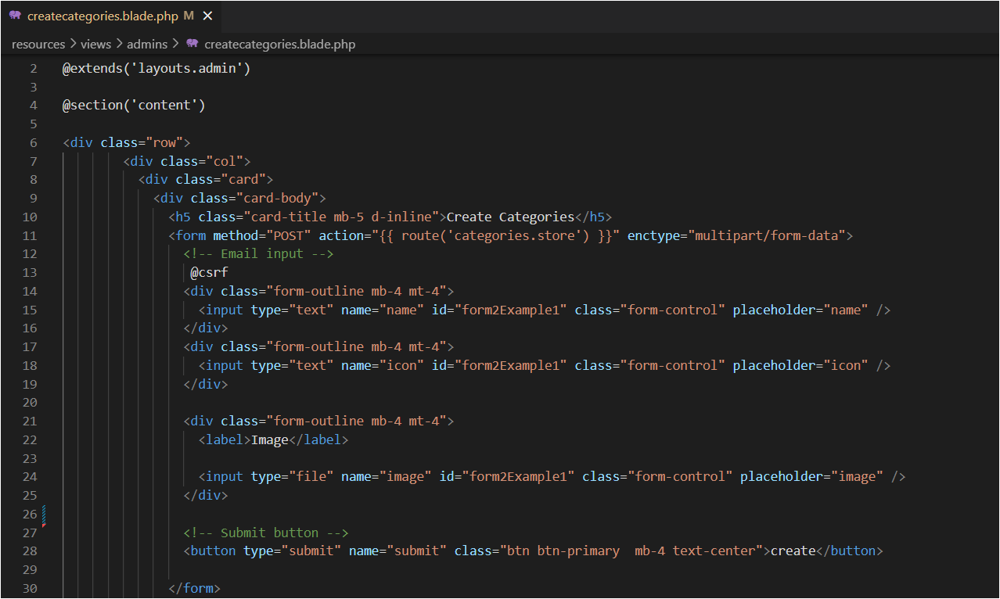 createcategories.blade.php M ×
resources > views > admins > createcategories.blade.php
2 @extends('layouts.admin')
3
4 @section('content')
5
6 <div class="row">
7 <div class="col">
8 <div class="card">
9 <div class="card-body">
10 <h5 class="card-title mb-5 d-inline">Create Categories</h5>
11 <form method="POST" action="{{ route('categories.store') }}" enctype="multipart/form-data">
12 <!-- Email input -->
13 @csrf
14 <div class="form-outline mb-4 mt-4">
15 <input type="text" name="name" id="form2Example1" class="form-control" placeholder="name" />
16 </div>
17 <div class="form-outline mb-4 mt-4">
18 <input type="text" name="icon" id="form2Example1" class="form-control" placeholder="icon" />
19 </div>
20
21 <div class="form-outline mb-4 mt-4">
22 <label>Image</label>
23
24 <input type="file" name="image" id="form2Example1" class="form-control" placeholder="image" />
25 </div>
26
27 <!-- Submit button -->
28 <button type="submit" name="submit" class="btn btn-primary  mb-4 text-center">create</button>
29
30 </form>